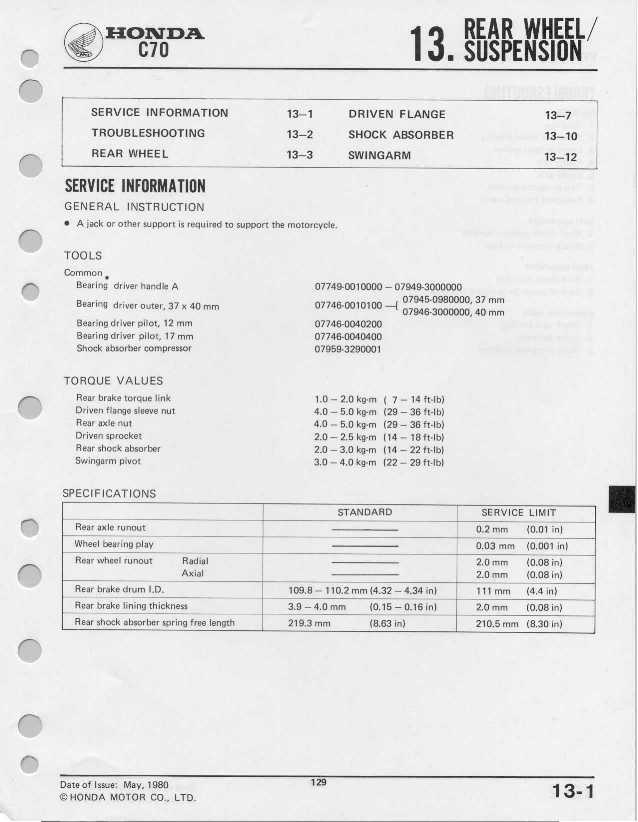 HONDA
C70
13. REAR WHEEL/
SUSPENSION
SERVICE INFORMATION 13–1 DRIVEN FLANGE 13–7
TROUBLESHOOTING 13–2 SHOCK ABSORBER 13–10
REAR WHEEL 13–3 SWINGARM 13–12
SERVICE INFORMATION
GENERAL INSTRUCTION
● A jack or other support is required to support the motorcycle.
TOOLS
Common
Bearing driver handle A 07749-0010000 – 07949-3000000
Bearing driver outer, 37 x 40 mm 07746-0010100 07945-0980000, 37 mm
07946-3000000, 40 mm
Bearing driver pilot, 12 mm 07746-0040200
Bearing driver pilot, 17 mm 07746-0040400
Shock absorber compressor 07959-3290001
TORQUE VALUES
Rear brake torque link 1.0 – 2.0 kg-m ( 7 – 14 ft-lb)
Driven flange sleeve nut 4.0 – 5.0 kg-m (29 – 36 ft-lb)
Rear axle nut 4.0 – 5.0 kg-m (29 – 36 ft-lb)
Driven sprocket 2.0 – 2.5 kg-m (14 – 18 ft-lb)
Rear shock absorber 2.0 – 3.0 kg-m (14 – 22 ft-lb)
Swingarm pivot 3.0 – 4.0 kg-m (22 – 29 ft-lb)
SPECIFICATIONS
STANDARD SERVICE LIMIT
Rear axle runout 0.2 mm (0.01 in)
Wheel bearing play 0.03 mm (0.001 in)
Rear wheel runout Radial 2.0 mm (0.08 in)
Axial 2.0 mm (0.08 in)
Rear brake drum I.D. 109.8 – 110.2 mm (4.32 – 4.34 in) 111 mm (4.4 in)
Rear brake lining thickness 3.9 – 4.0 mm (0.15 – 0.16 in) 2.0 mm (0.08 in)
Rear shock absorber spring free length 219.3 mm (8.63 in) 210.5 mm (8.30 in)
Date of Issue: May, 1980 129
© HONDA MOTOR CO., LTD. 13-1